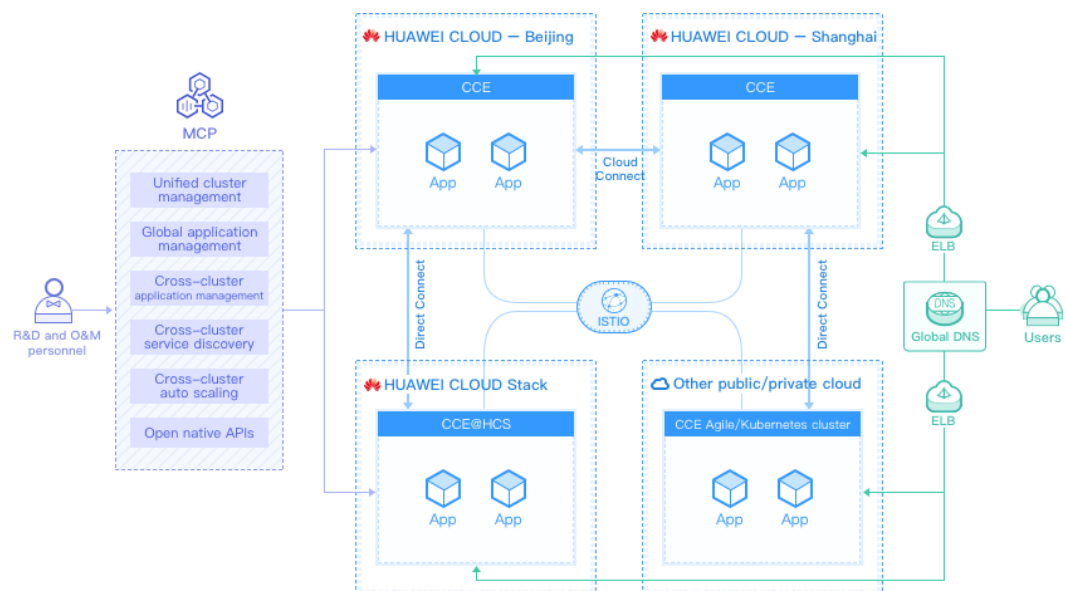 MCP
Unified cluster
management
Global application
management
Cross-cluster
application management
Cross-cluster
service discovery
Cross-cluster
auto scaling
Open native APIs
R&D and O&M
personnel
HUAWEI CLOUD – Beijing
CCE
App
App
Cloud
Connect
HUAWEI CLOUD – Shanghai
CCE
App
App
Direct Connect
ISTIO
Direct Connect
HUAWEI CLOUD Stack
CCE@HCS
App
App
Other public/private cloud
CCE Agile/Kubernetes cluster
App
App
ELB
DNS
Global DNS
Users
ELB